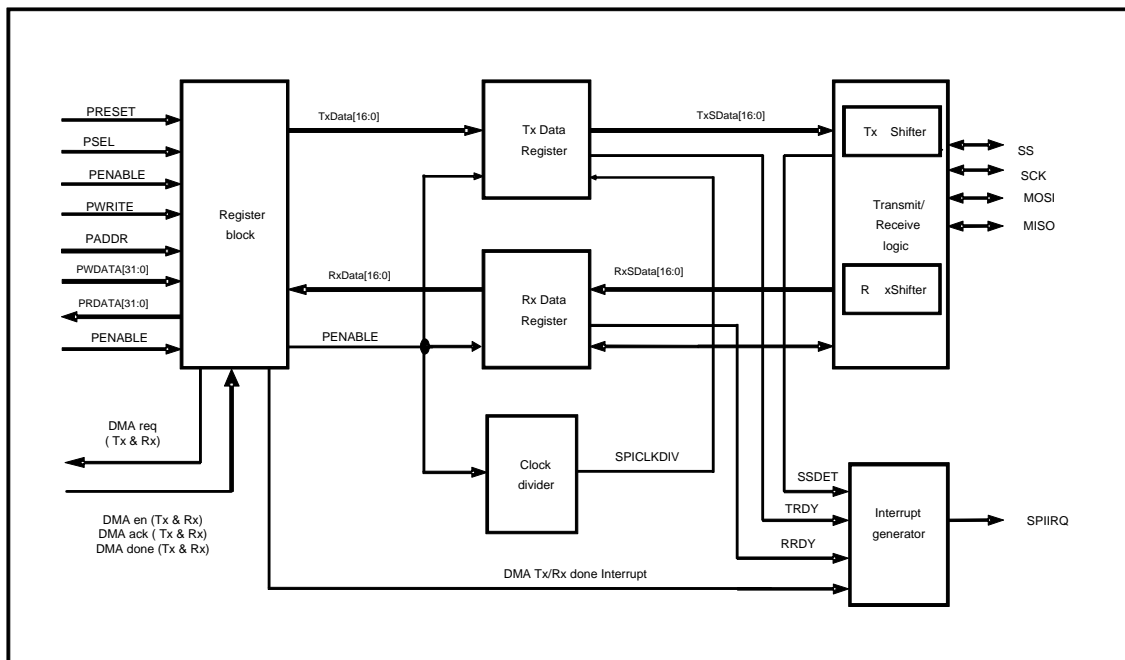 PRESET
PSEL
PENABLE
PWRITE
PADDR
PWDATA[31:0]
PRDATA[31:0]
PENABLE
Register
block
TxData[16:0]
RxData[16:0]
PENABLE
Tx Data
Register
Rx Data
Register
Clock
divider
SPICLKDIV
TxSData[16:0]
RxSData[16:0]
Tx Shifter
Transmit/
Receive
logic
R xShifter
SS
SCK
MOSI
MISO
DMA req
( Tx & Rx)
DMA en (Tx & Rx)
DMA ack ( Tx & Rx)
DMA done (Tx & Rx)
SSDET
TRDY
RRDY
DMA Tx/Rx done Interrupt
Interrupt
generator
SPIIRQ